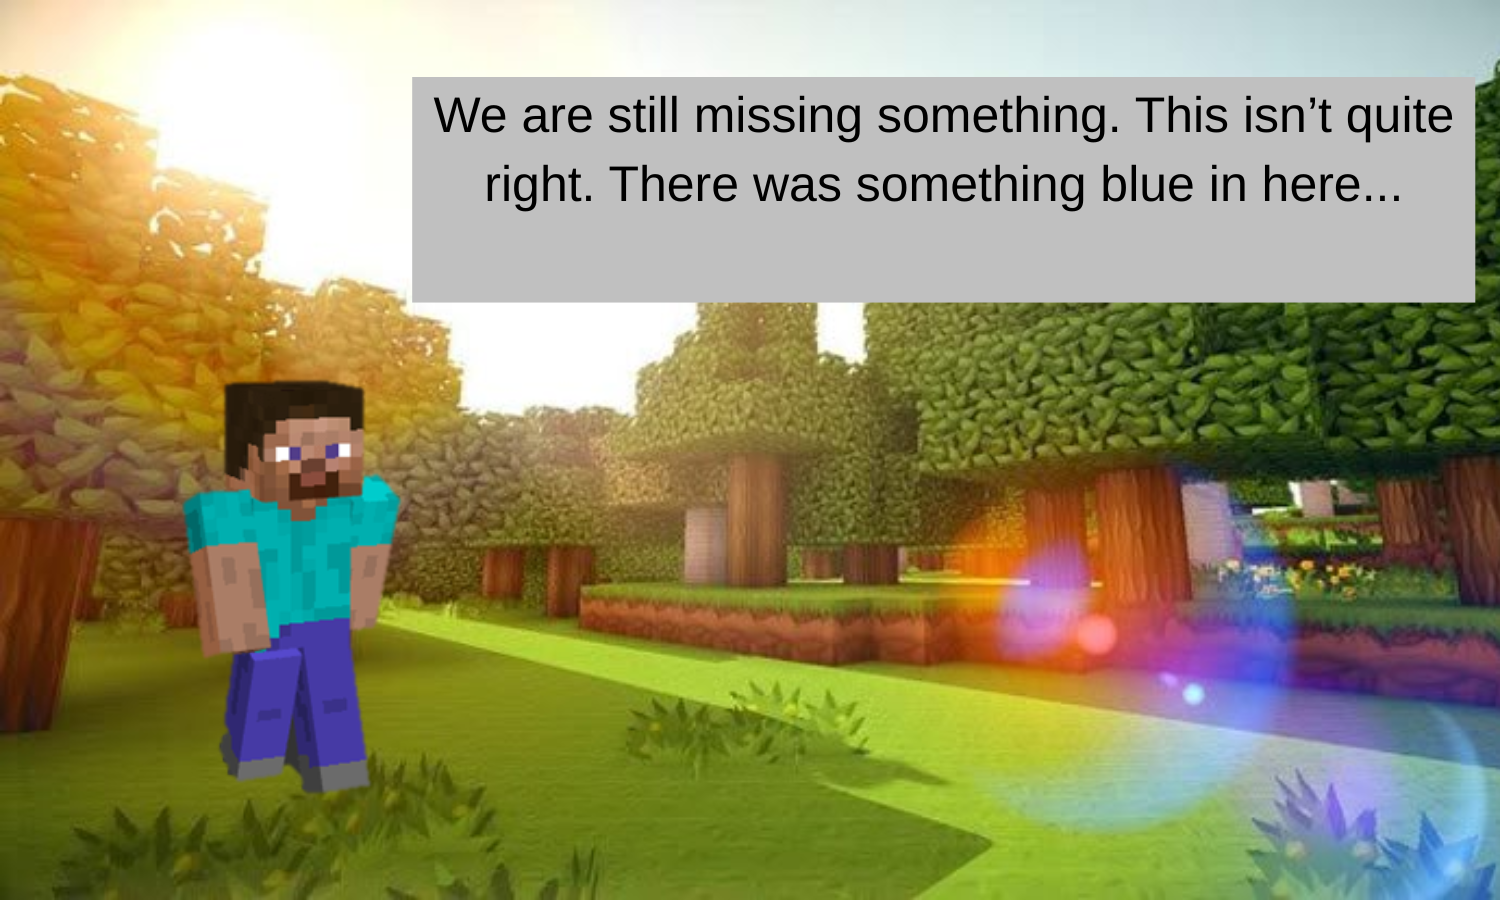 We are still missing something. This isn’t quite
right. There was something blue in here...